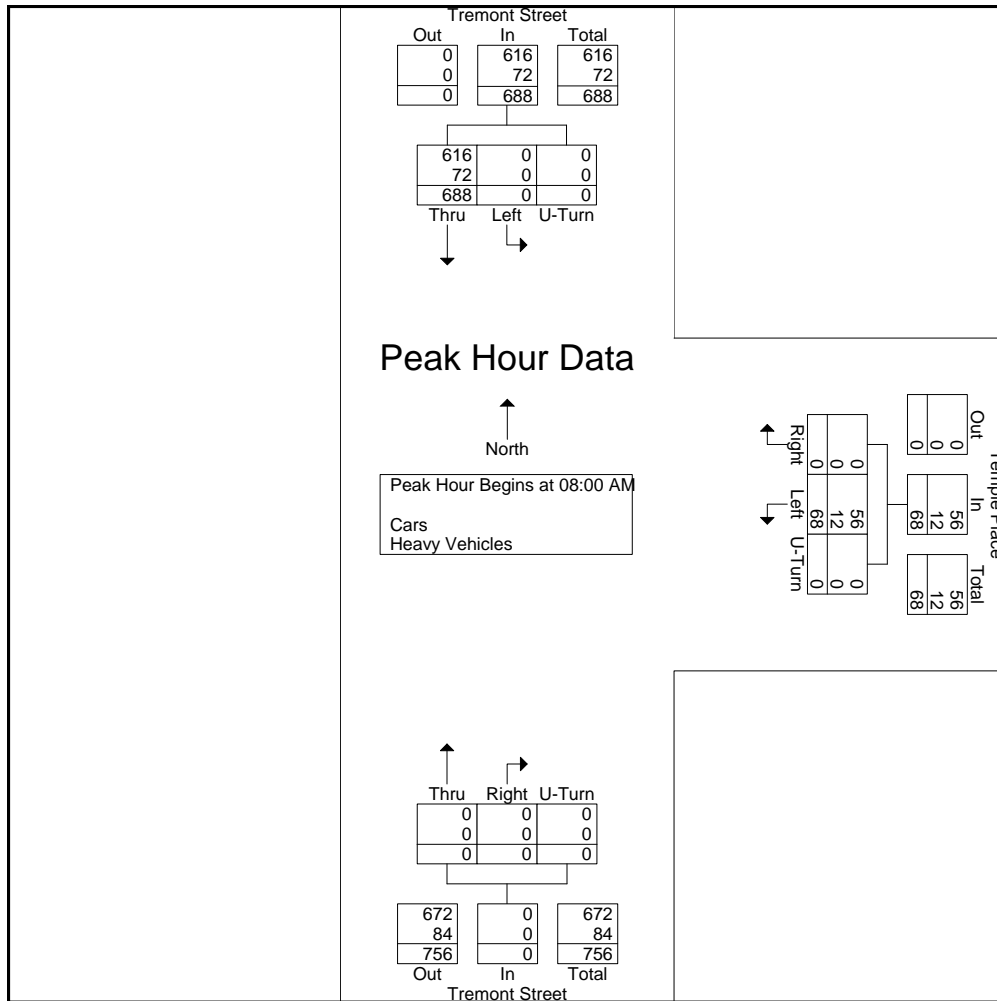 Tremont Street
Out In Total
0 616 616
0 72 72
0 688 688
616 0 0
72 0 0
688 0 0
Thru Left U-Turn
Peak Hour Data
North
Peak Hour Begins at 08:00 AM
Cars
Heavy Vehicles
Temple Place
Out In Total
0 56 56
0 12 12
0 68 68
0 56 0
0 12 0
0 68 0
Right Left U-Turn
Thru Right U-Turn
0 0 0
0 0 0
0 0 0
672 0 672
84 0 84
756 0 756
Out In Total
Tremont Street